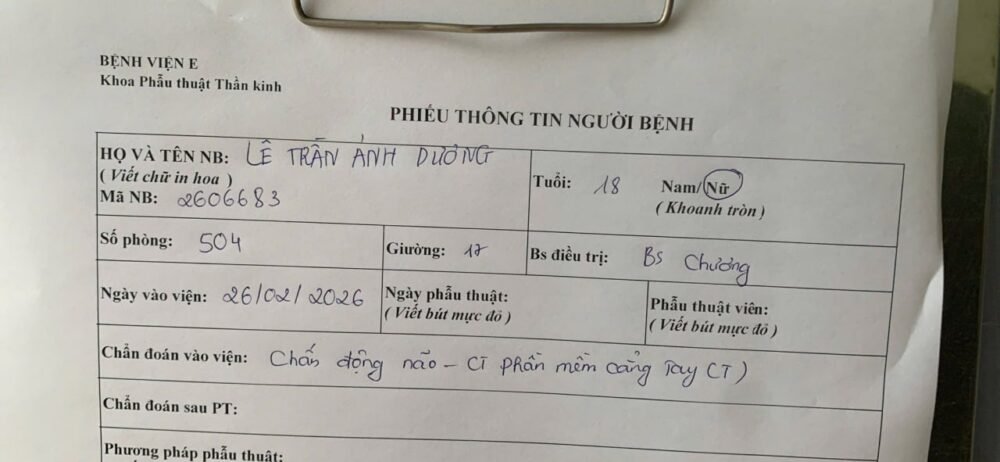 BỆNH VIỆN E
Khoa Phẫu thuật Thần kinh
PHIẾU THÔNG TIN NGƯỜI BỆNH
HỌ VÀ TÊN NB: LÊ TRẦN ÁNH DƯƠNG
( Viết chữ in hoa )
Mã NB: 2606683
Tuổi: 18 Nam/Nữ
( Khoanh tròn )
Số phòng: 504
Giường: 17
Bs điều trị: Bs Chương
Ngày vào viện: 26/02/2026
Ngày phẫu thuật:
( Viết bút mực đỏ )
Phẫu thuật viên:
( Viết bút mực đỏ )
Chẩn đoán vào viện: Chấn động não - CT phần mềm cẳng Tay (T)
Chẩn đoán sau PT:
Phương pháp phẫu thuật: